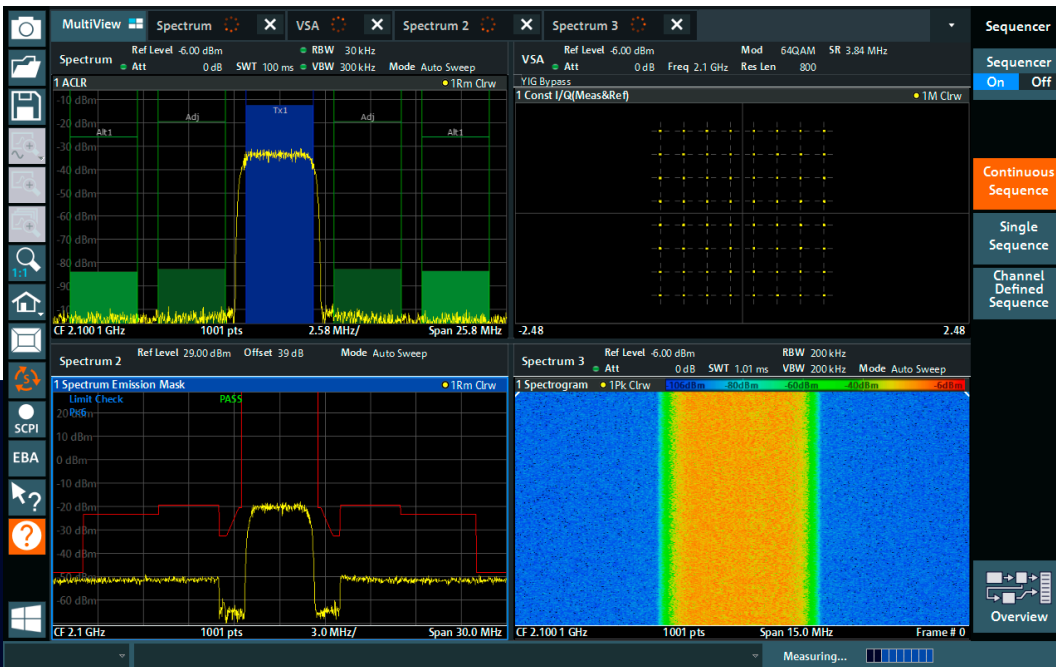 MultiView Spectrum VSA Spectrum 2 Spectrum 3
Sequencer
Spectrum
Ref Level -6.00 dBm RBW 30 kHz
Att 0 dB SWT 100 ms VBW 300 kHz Mode Auto Sweep
1 ACLR 1Rm Clrw
-10 dBm
-20 dBm
-30 dBm
-40 dBm
-50 dBm
-60 dBm
-70 dBm
-80 dBm
Alt1
Adj
Tx1
Adj
Alt1
CF 2.100 1 GHz 1001 pts 2.58 MHz/ Span 25.8 MHz
VSA
Ref Level -6.00 dBm Mod 64QAM SR 3.84 MHz
Att 0 dB Freq 2.1 GHz Res Len 800
YIG Bypass
1 Const I/Q(Meas&Ref) 1M Clrw
-2.48 2.48
Spectrum 2
Ref Level 29.00 dBm Offset 39 dB Mode Auto Sweep
1 Spectrum Emission Mask 1Rm Clrw
Limit Check PASS
20 dBm
10 dBm
0 dBm
-10 dBm
-20 dBm
-30 dBm
-40 dBm
-60 dBm
CF 2.1 GHz 1001 pts 3.0 MHz/ Span 30.0 MHz
Spectrum 3
Ref Level -6.00 dBm RBW 200 kHz
Att 0 dB SWT 1.01 ms VBW 200 kHz Mode Auto Sweep
1 Spectrogram 1Pk Clrw -106dBm -80dBm -60dBm -40dBm -6dBm
CF 2.100 1 GHz 1001 pts Span 15.0 MHz Frame # 0
1:1
SCPI
EBA
Sequencer
On Off
Continuous
Sequence
Single
Sequence
Channel
Defined
Sequence
Overview
Measuring...